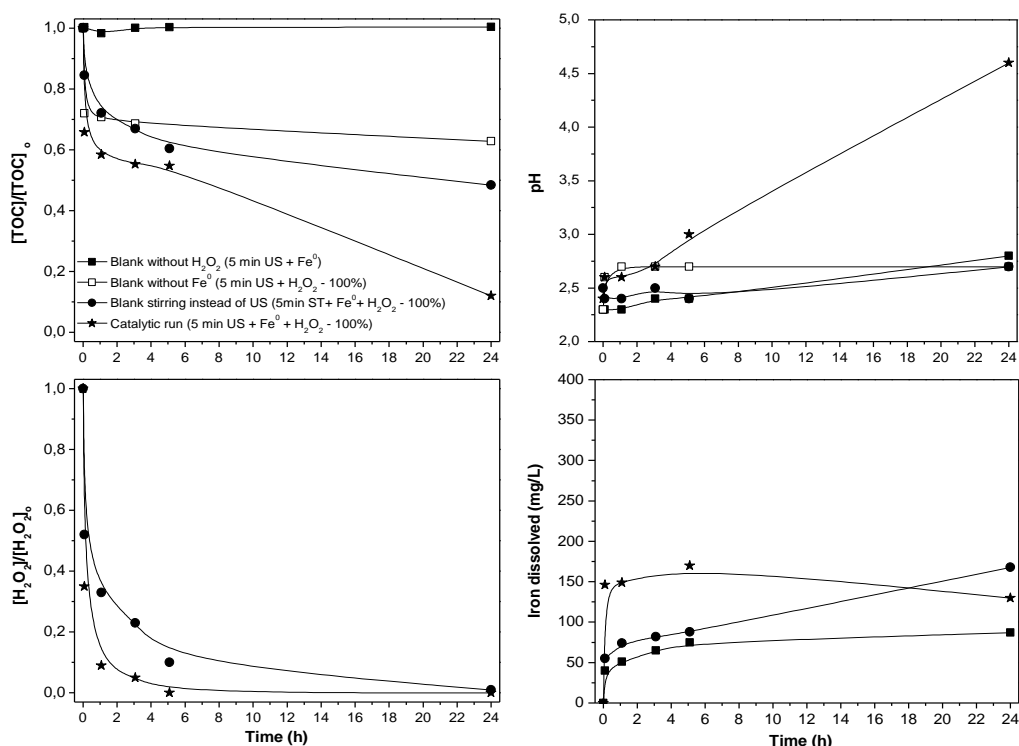 1,0
0,8
0,6
0,4
0,2
0,0
[TOC]/[TOC]o
Blank without H2O2 (5 min US + Fe0)
Blank without Fe0 (5 min US + H2O2 - 100%)
Blank stirring instead of US (5min ST+ Fe0+ H2O2 - 100%)
Catalytic run (5 min US + Fe0 + H2O2 - 100%)
0 2 4 6 8 10 12 14 16 18 20 22 24
5,0
4,5
4,0
3,5
3,0
2,5
2,0
pH
0 2 4 6 8 10 12 14 16 18 20 22 24
1,0
0,8
0,6
0,4
0,2
0,0
[H2O2]/[H2O2]o
0 2 4 6 8 10 12 14 16 18 20 22 24
Time (h)
400
350
300
250
200
150
100
50
0
Iron dissolved (mg/L)
0 2 4 6 8 10 12 14 16 18 20 22 24
Time (h)